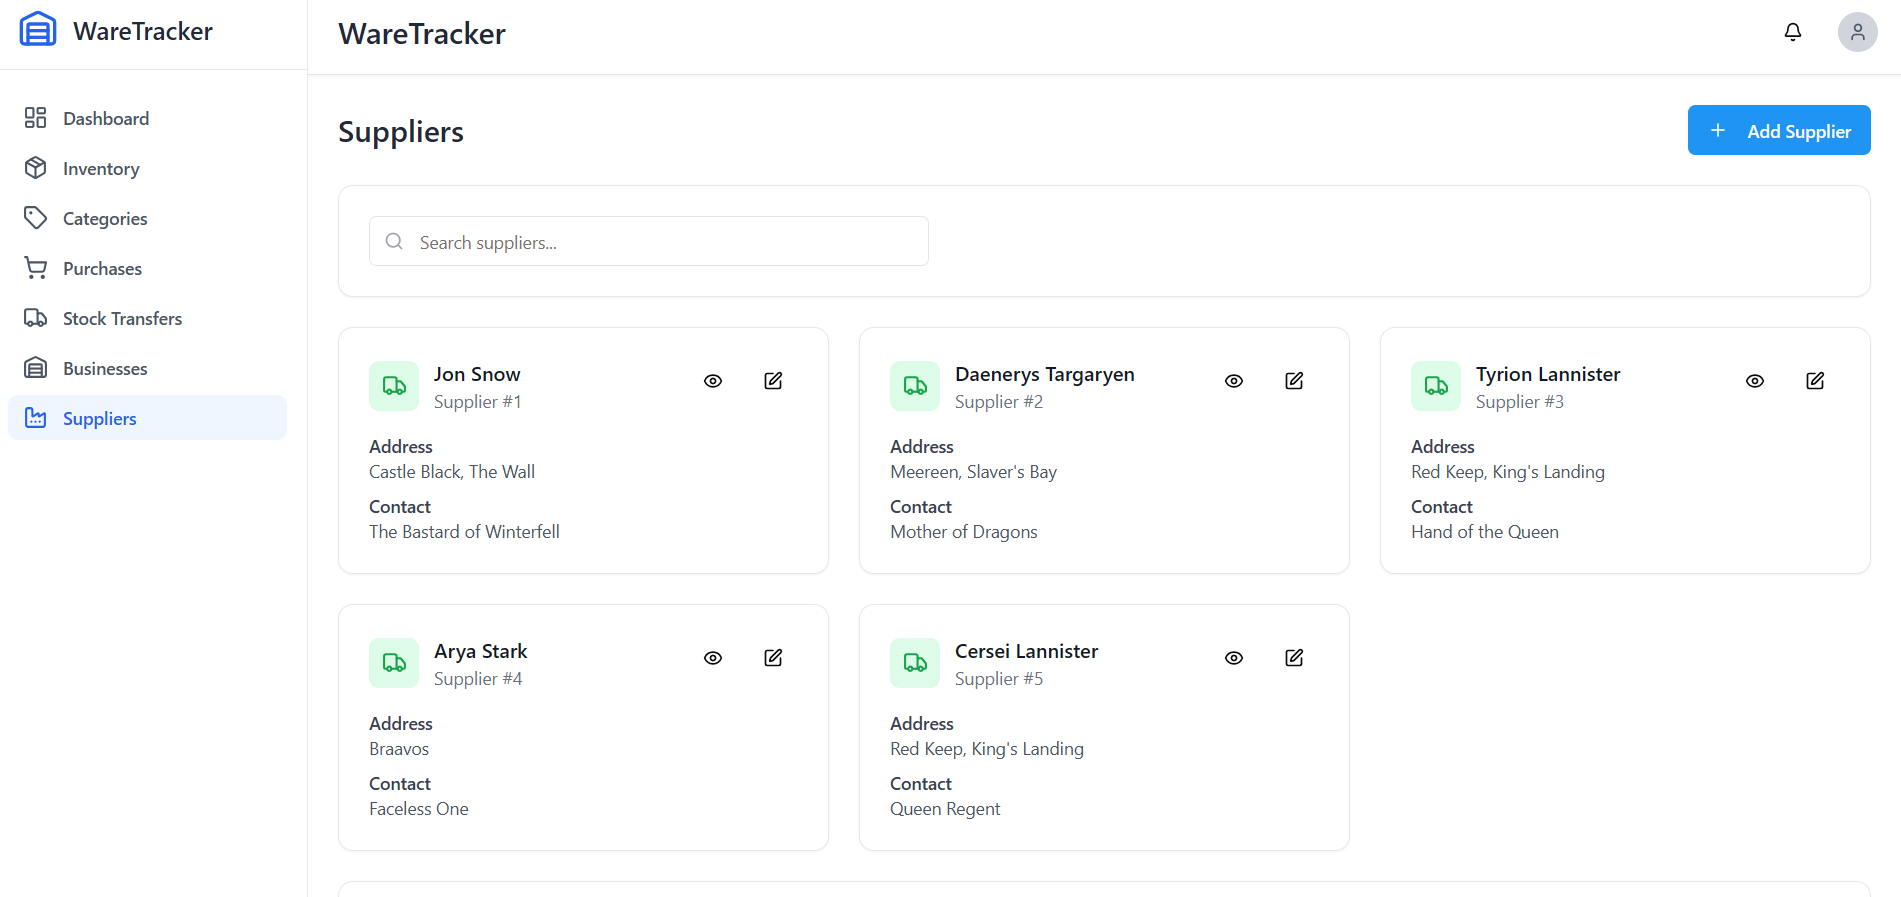 WareTracker
WareTracker
Dashboard
Inventory
Categories
Purchases
Stock Transfers
Businesses
Suppliers
Suppliers
Add Supplier
Search suppliers...
Jon Snow
Supplier #1
Address
Castle Black, The Wall
Contact
The Bastard of Winterfell
Daenerys Targaryen
Supplier #2
Address
Meereen, Slaver's Bay
Contact
Mother of Dragons
Tyrion Lannister
Supplier #3
Address
Red Keep, King's Landing
Contact
Hand of the Queen
Arya Stark
Supplier #4
Address
Braavos
Contact
Faceless One
Cersei Lannister
Supplier #5
Address
Red Keep, King's Landing
Contact
Queen Regent